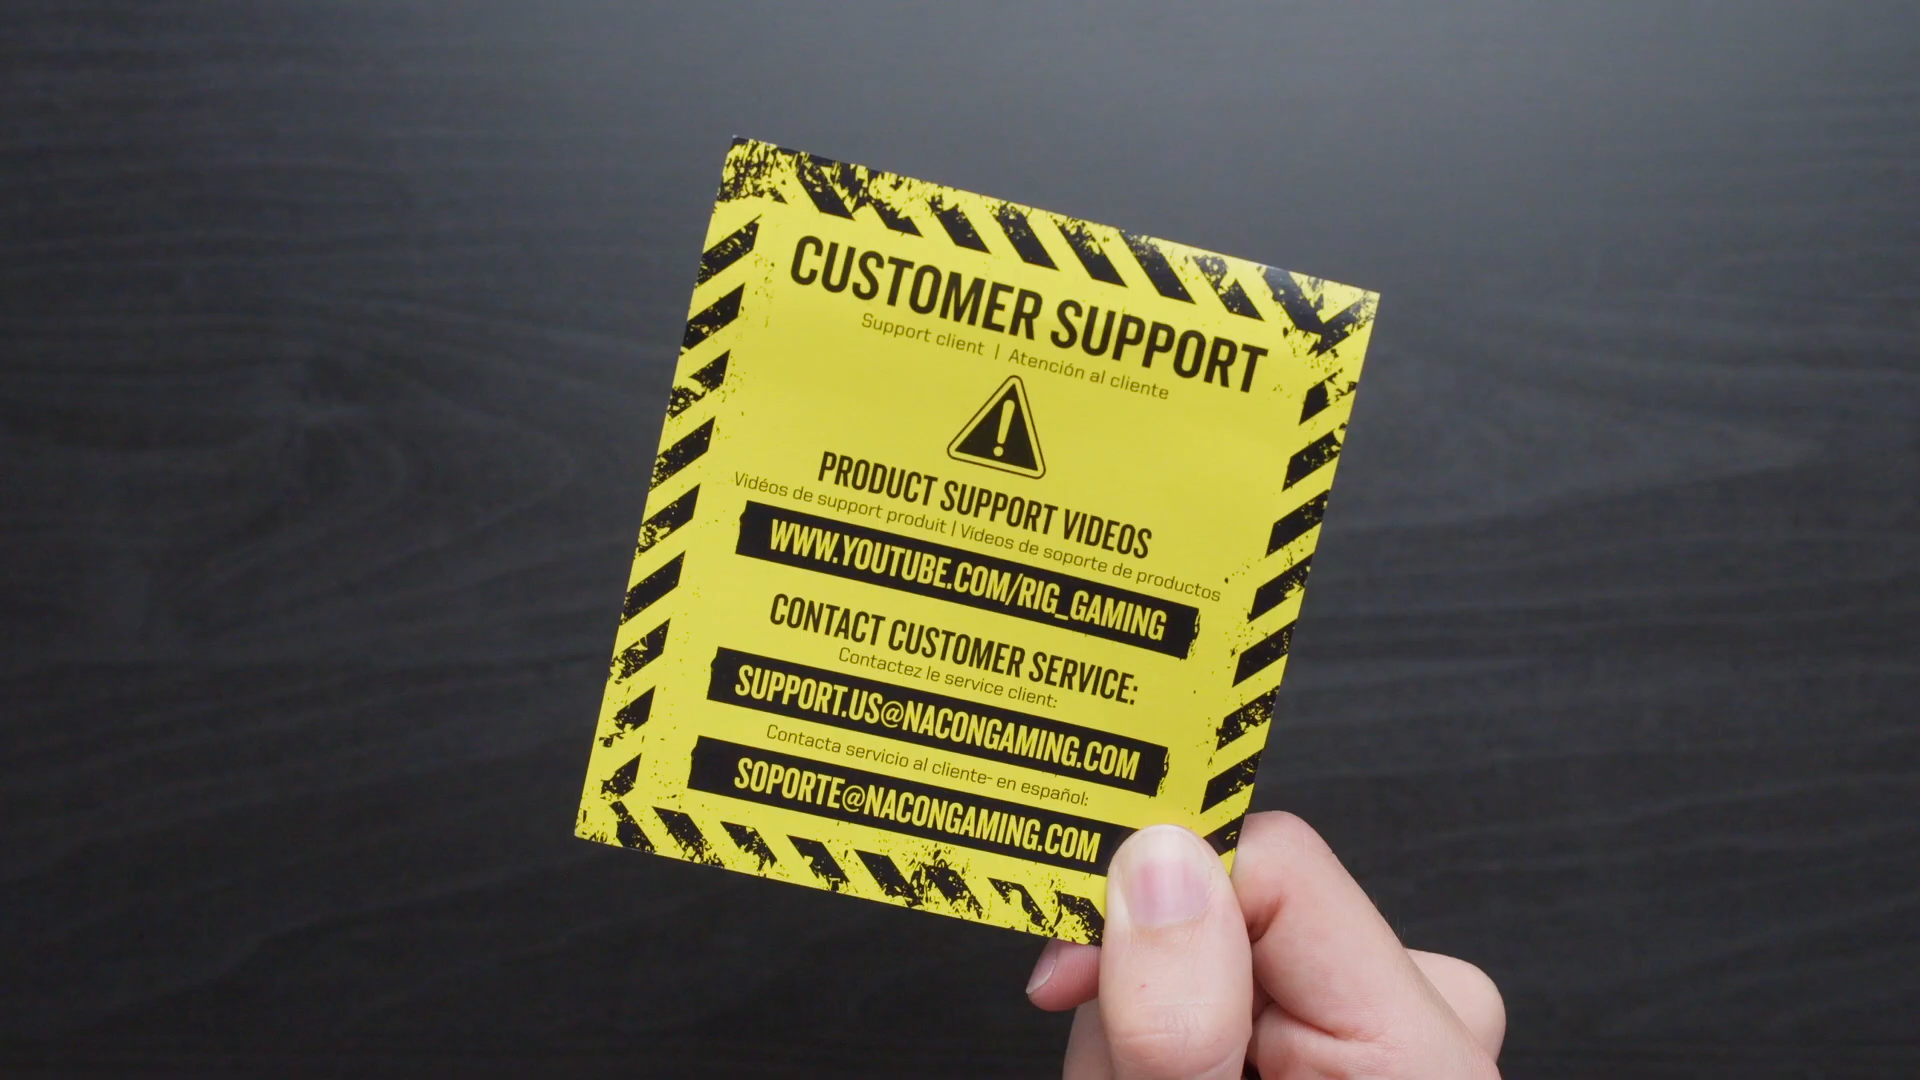 CUSTOMER SUPPORT
Support client | Atención al cliente
PRODUCT SUPPORT VIDEOS
Vidéos de support produit | Vídeos de soporte de productos
WWW.YOUTUBE.COM/RIG_GAMING
CONTACT CUSTOMER SERVICE:
Contactez le service client:
SUPPORT.US@NACONGAMING.COM
Contacta servicio al cliente- en español:
SOPORTE@NACONGAMING.COM